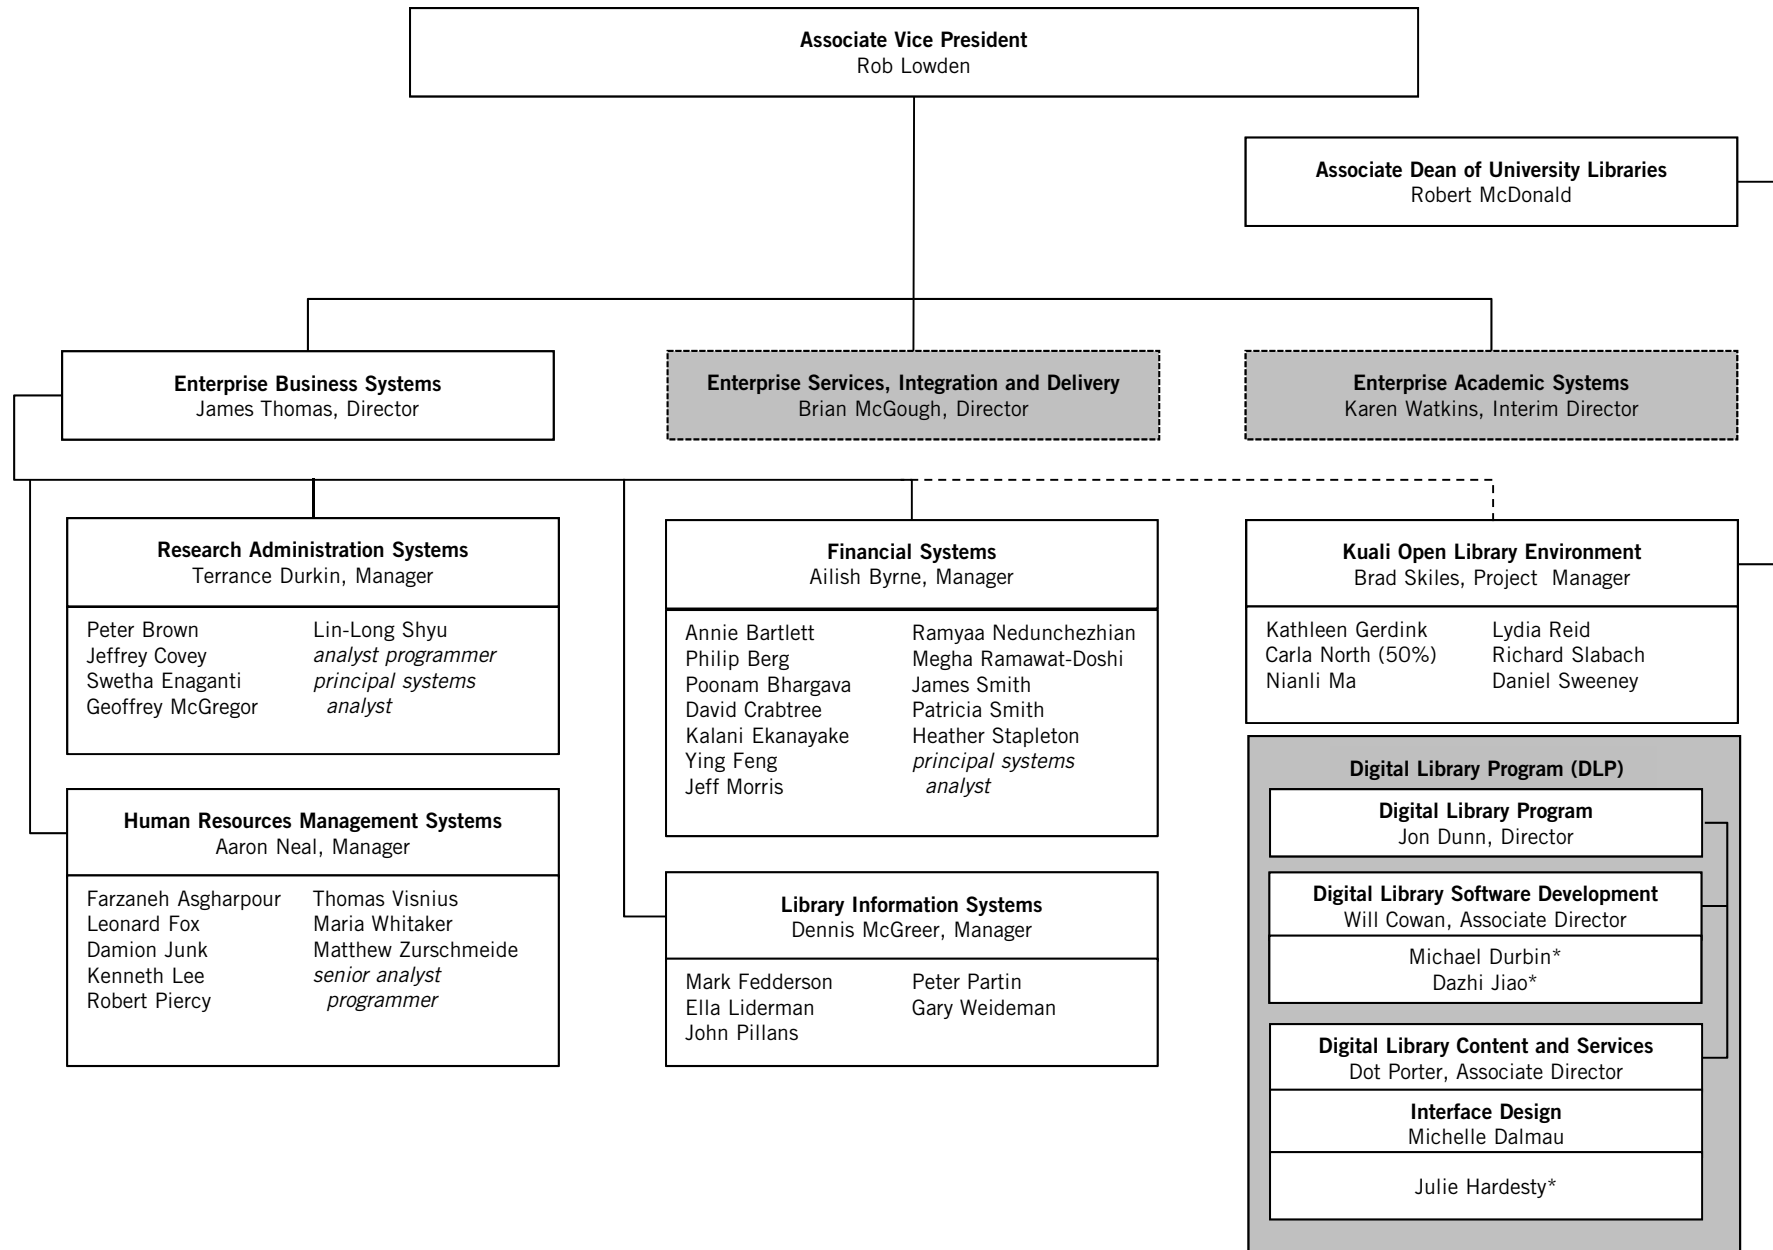 Associate Vice President
Rob Lowden
Associate Dean of University Libraries
Robert McDonald
Enterprise Business Systems
James Thomas, Director
Enterprise Services, Integration and Delivery
Brian McGough, Director
Enterprise Academic Systems
Karen Watkins, Interim Director
Research Administration Systems
Terrance Durkin, Manager
Peter Brown
Jeffrey Covey
Swetha Enaganti
Geoffrey McGregor
Lin-Long Shyu
analyst programmer
principal systems
analyst
Human Resources Management Systems
Aaron Neal, Manager
Farzaneh Asgharpour
Leonard Fox
Damion Junk
Kenneth Lee
Robert Piercy
Thomas Visnius
Maria Whitaker
Matthew Zurschmeide
senior analyst
programmer
Financial Systems
Ailish Byrne, Manager
Annie Bartlett
Philip Berg
Poonam Bhargava
David Crabtree
Kalani Ekanayake
Ying Feng
Jeff Morris
Ramyaa Nedunchezhian
Megha Ramawat-Doshi
James Smith
Patricia Smith
Heather Stapleton
principal systems
analyst
Library Information Systems
Dennis McGreer, Manager
Mark Fedderson
Ella Liderman
John Pillans
Peter Partin
Gary Weideman
Kuali Open Library Environment
Brad Skiles, Project Manager
Kathleen Gerdink
Carla North (50%)
Nianli Ma
Lydia Reid
Richard Slabach
Daniel Sweeney
Digital Library Program (DLP)
Digital Library Program
Jon Dunn, Director
Digital Library Software Development
Will Cowan, Associate Director
Michael Durbin*
Dazhi Jiao*
Digital Library Content and Services
Dot Porter, Associate Director
Interface Design
Michelle Dalmau
Julie Hardesty*